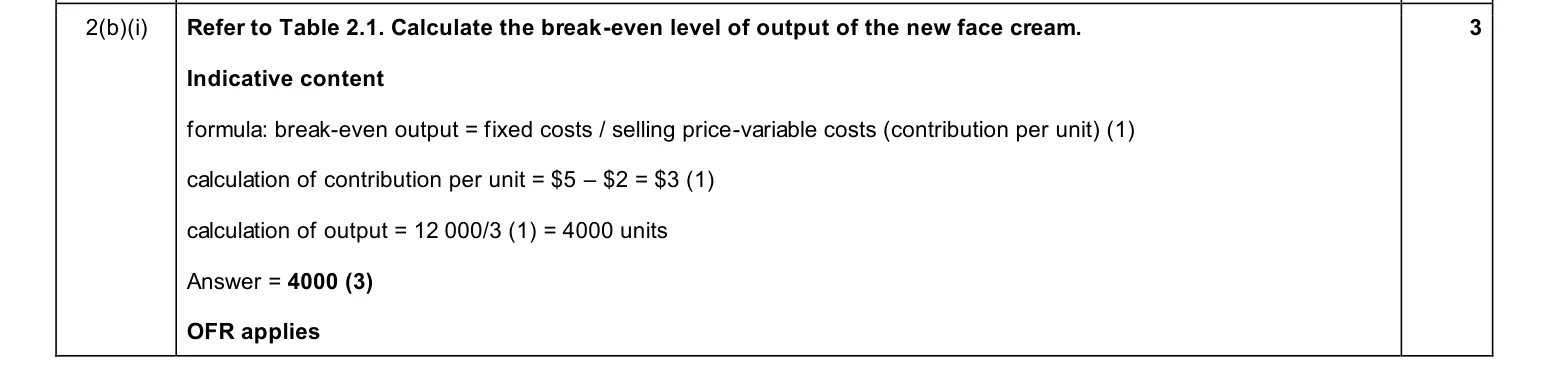 2(b)(i) Refer to Table 2.1. Calculate the break-even level of output of the new face cream. 3
Indicative content
formula: break-even output = fixed costs / selling price-variable costs (contribution per unit) (1)
calculation of contribution per unit = $5 – $2 = $3 (1)
calculation of output = 12 000/3 (1) = 4000 units
Answer = 4000 (3)
OFR applies